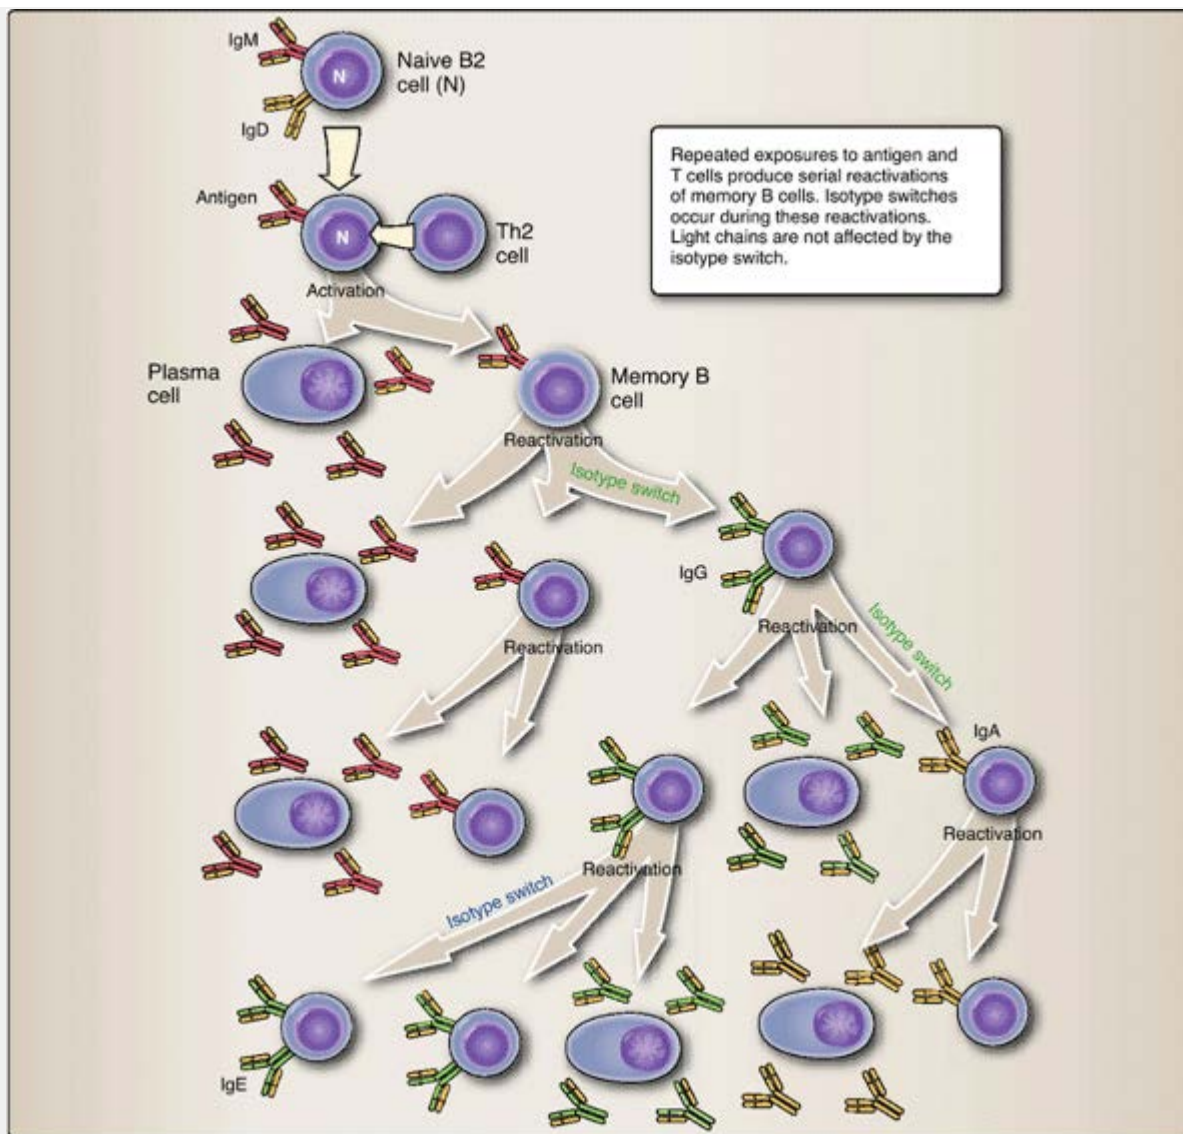 IgM
Naive B2
cell (N)
N
IgD
Repeated exposures to antigen and
T cells produce serial reactivations
of memory B cells. Isotype switches
occur during these reactivations.
Light chains are not affected by the
isotype switch.
Antigen
N
Th2
cell
Activation
Plasma
cell
Memory B
cell
Reactivation
Isotype switch
IgG
Reactivation
Reactivation
Isotype switch
IgA
Reactivation
Reactivation
Isotype switch
IgE